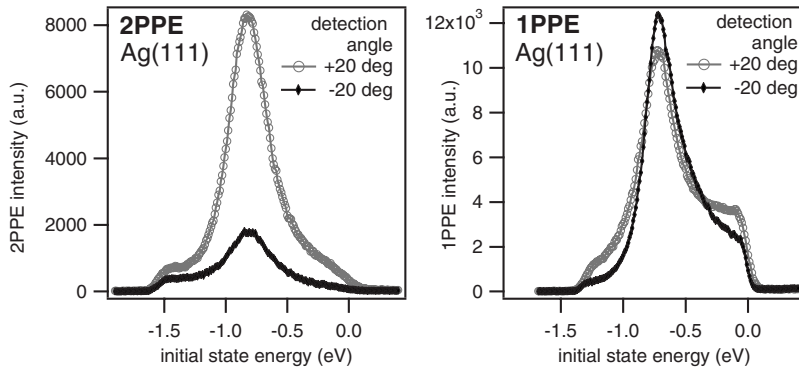 2PPE
Ag(111)
detection
angle
+20 deg
-20 deg
8000
6000
4000
2000
0
2PPE intensity (a.u.)
-1.5 -1.0 -0.5 0.0
initial state energy (eV)
1PPE
Ag(111)
detection
angle
+20 deg
-20 deg
12x10³
10
8
6
4
2
0
1PPE intensity (a.u.)
-1.5 -1.0 -0.5 0.0
initial state energy (eV)